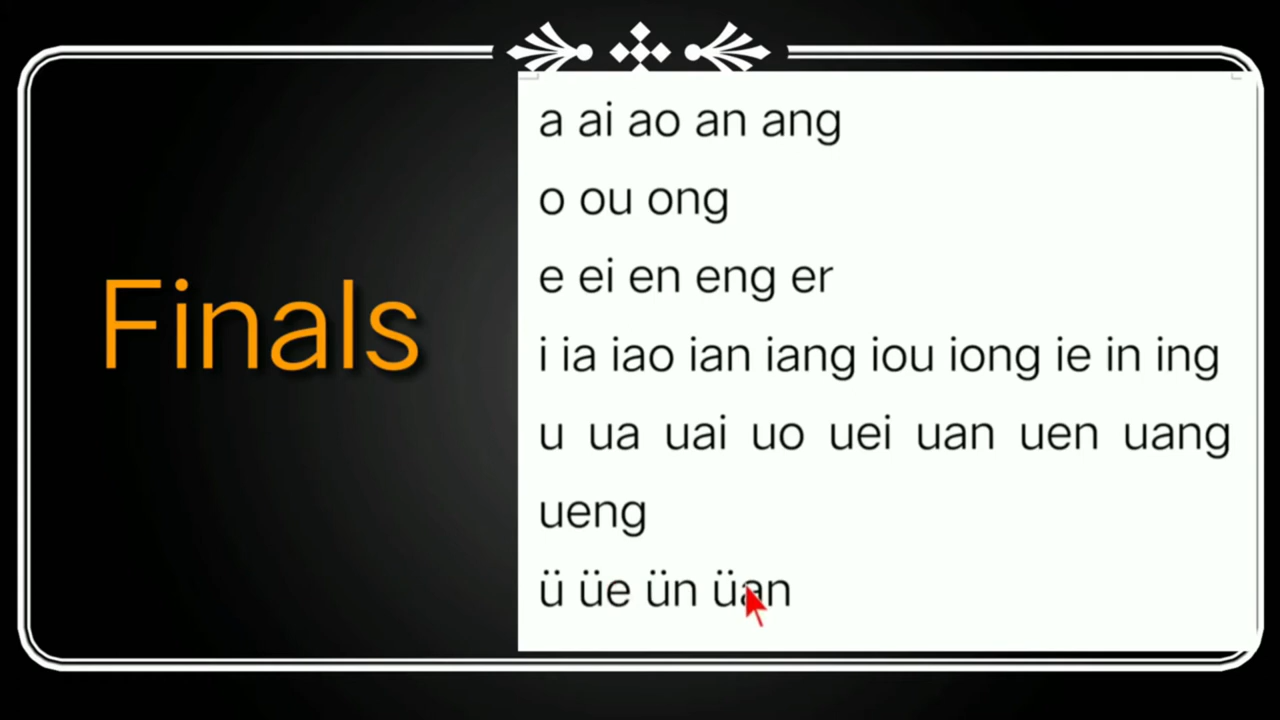 Finals
a ai ao an ang
o ou ong
e ei en eng er
i ia iao ian iang iou iong ie in ing
u ua uai uo uei uan uen uang
ueng
ü üe ün üan